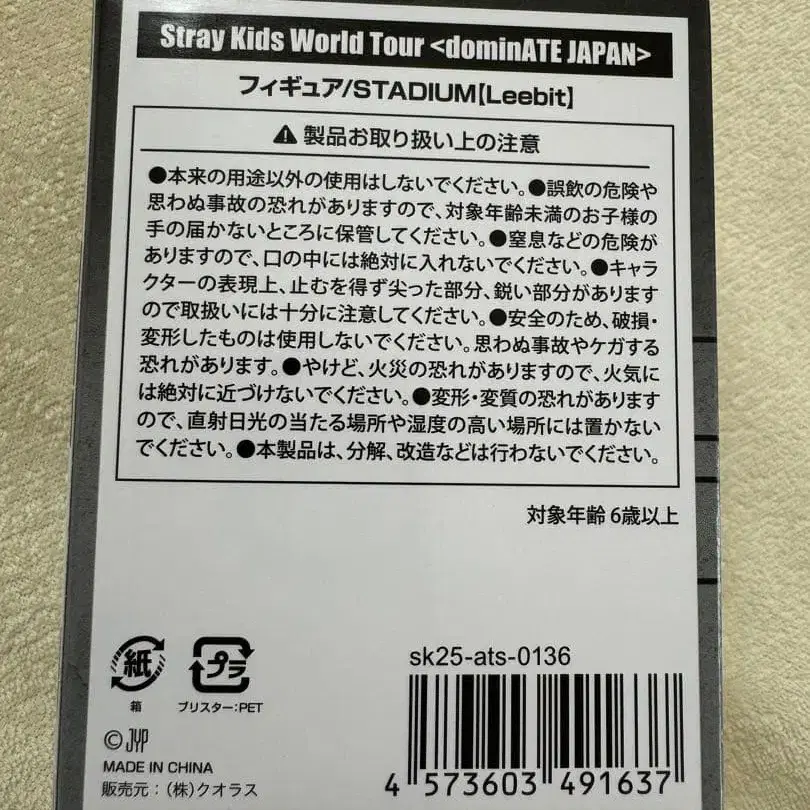 Stray Kids World Tour <dominATE JAPAN>
フィギュア/STADIUM【Leebit】
⚠製品お取り扱い上の注意
●本来の用途以外の使用はしないでください。●誤飲の危険や
思わぬ事故の恐れがありますので、対象年齢未満のお子様の
手の届かないところに保管してください。●窒息などの危険が
ありますので、口の中には絶対に入れないでください。●キャラ
クターの表現上、止むを得ず尖った部分、鋭い部分があります
ので取扱いには十分に注意してください。●安全のため、破損・
変形したものは使用しないでください。思わぬ事故やケガする
恐れがあります。●やけど、火災の恐れがありますので、火気に
は絶対に近づけないでください。●変形・変質の恐れがあります
ので、直射日光の当たる場所や湿度の高い場所には置かない
でください。●本製品は、分解、改造などは行わないでください。
対象年齢 6歳以上
紙
箱
プラ
ブリスター:PET
sk25-ats-0136
4 573603 491637
© JYP
MADE IN CHINA
販売元:(株)クオラス